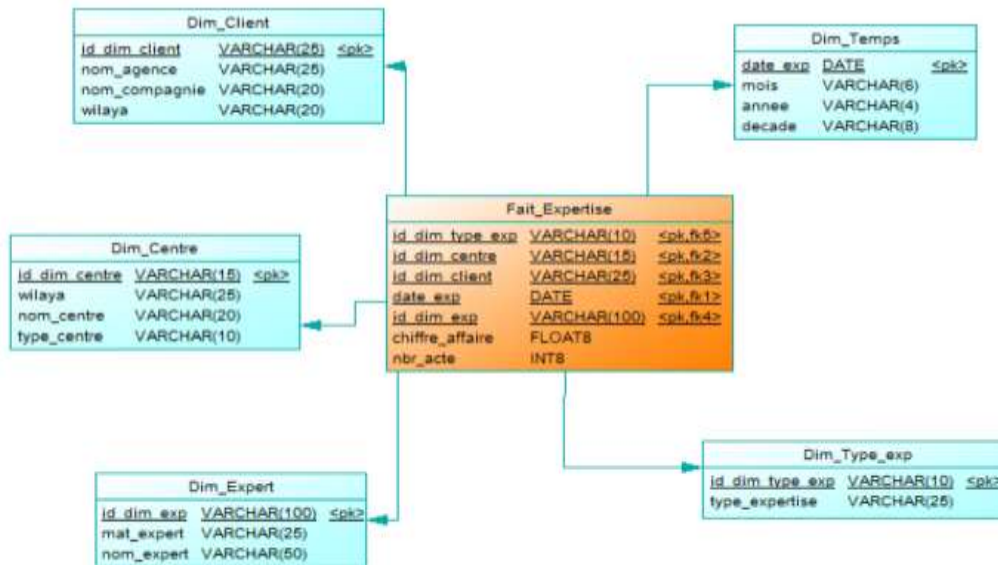 Dim_Client
id_dim_client VARCHAR(25) <pk>
nom_agence VARCHAR(25)
nom_compagnie VARCHAR(20)
wilaya VARCHAR(20)
Dim_Temps
date_exp DATE <pk>
mois VARCHAR(6)
annee VARCHAR(4)
decade VARCHAR(8)
Fait_Expertise
id_dim_type_exp VARCHAR(10) <pk,fk5>
id_dim_centre VARCHAR(15) <pk,fk2>
id_dim_client VARCHAR(25) <pk,fk3>
date_exp DATE <pk,fk1>
id_dim_exp VARCHAR(100) <pk,fk4>
chiffre_affaire FLOAT8
nbr_acte INT8
Dim_Centre
id_dim_centre VARCHAR(15) <pk>
wilaya VARCHAR(25)
nom_centre VARCHAR(20)
type_centre VARCHAR(10)
Dim_Expert
id_dim_exp VARCHAR(100) <pk>
mat_expert VARCHAR(25)
nom_expert VARCHAR(50)
Dim_Type_exp
id_dim_type_exp VARCHAR(10) <pk>
type_expertise VARCHAR(25)